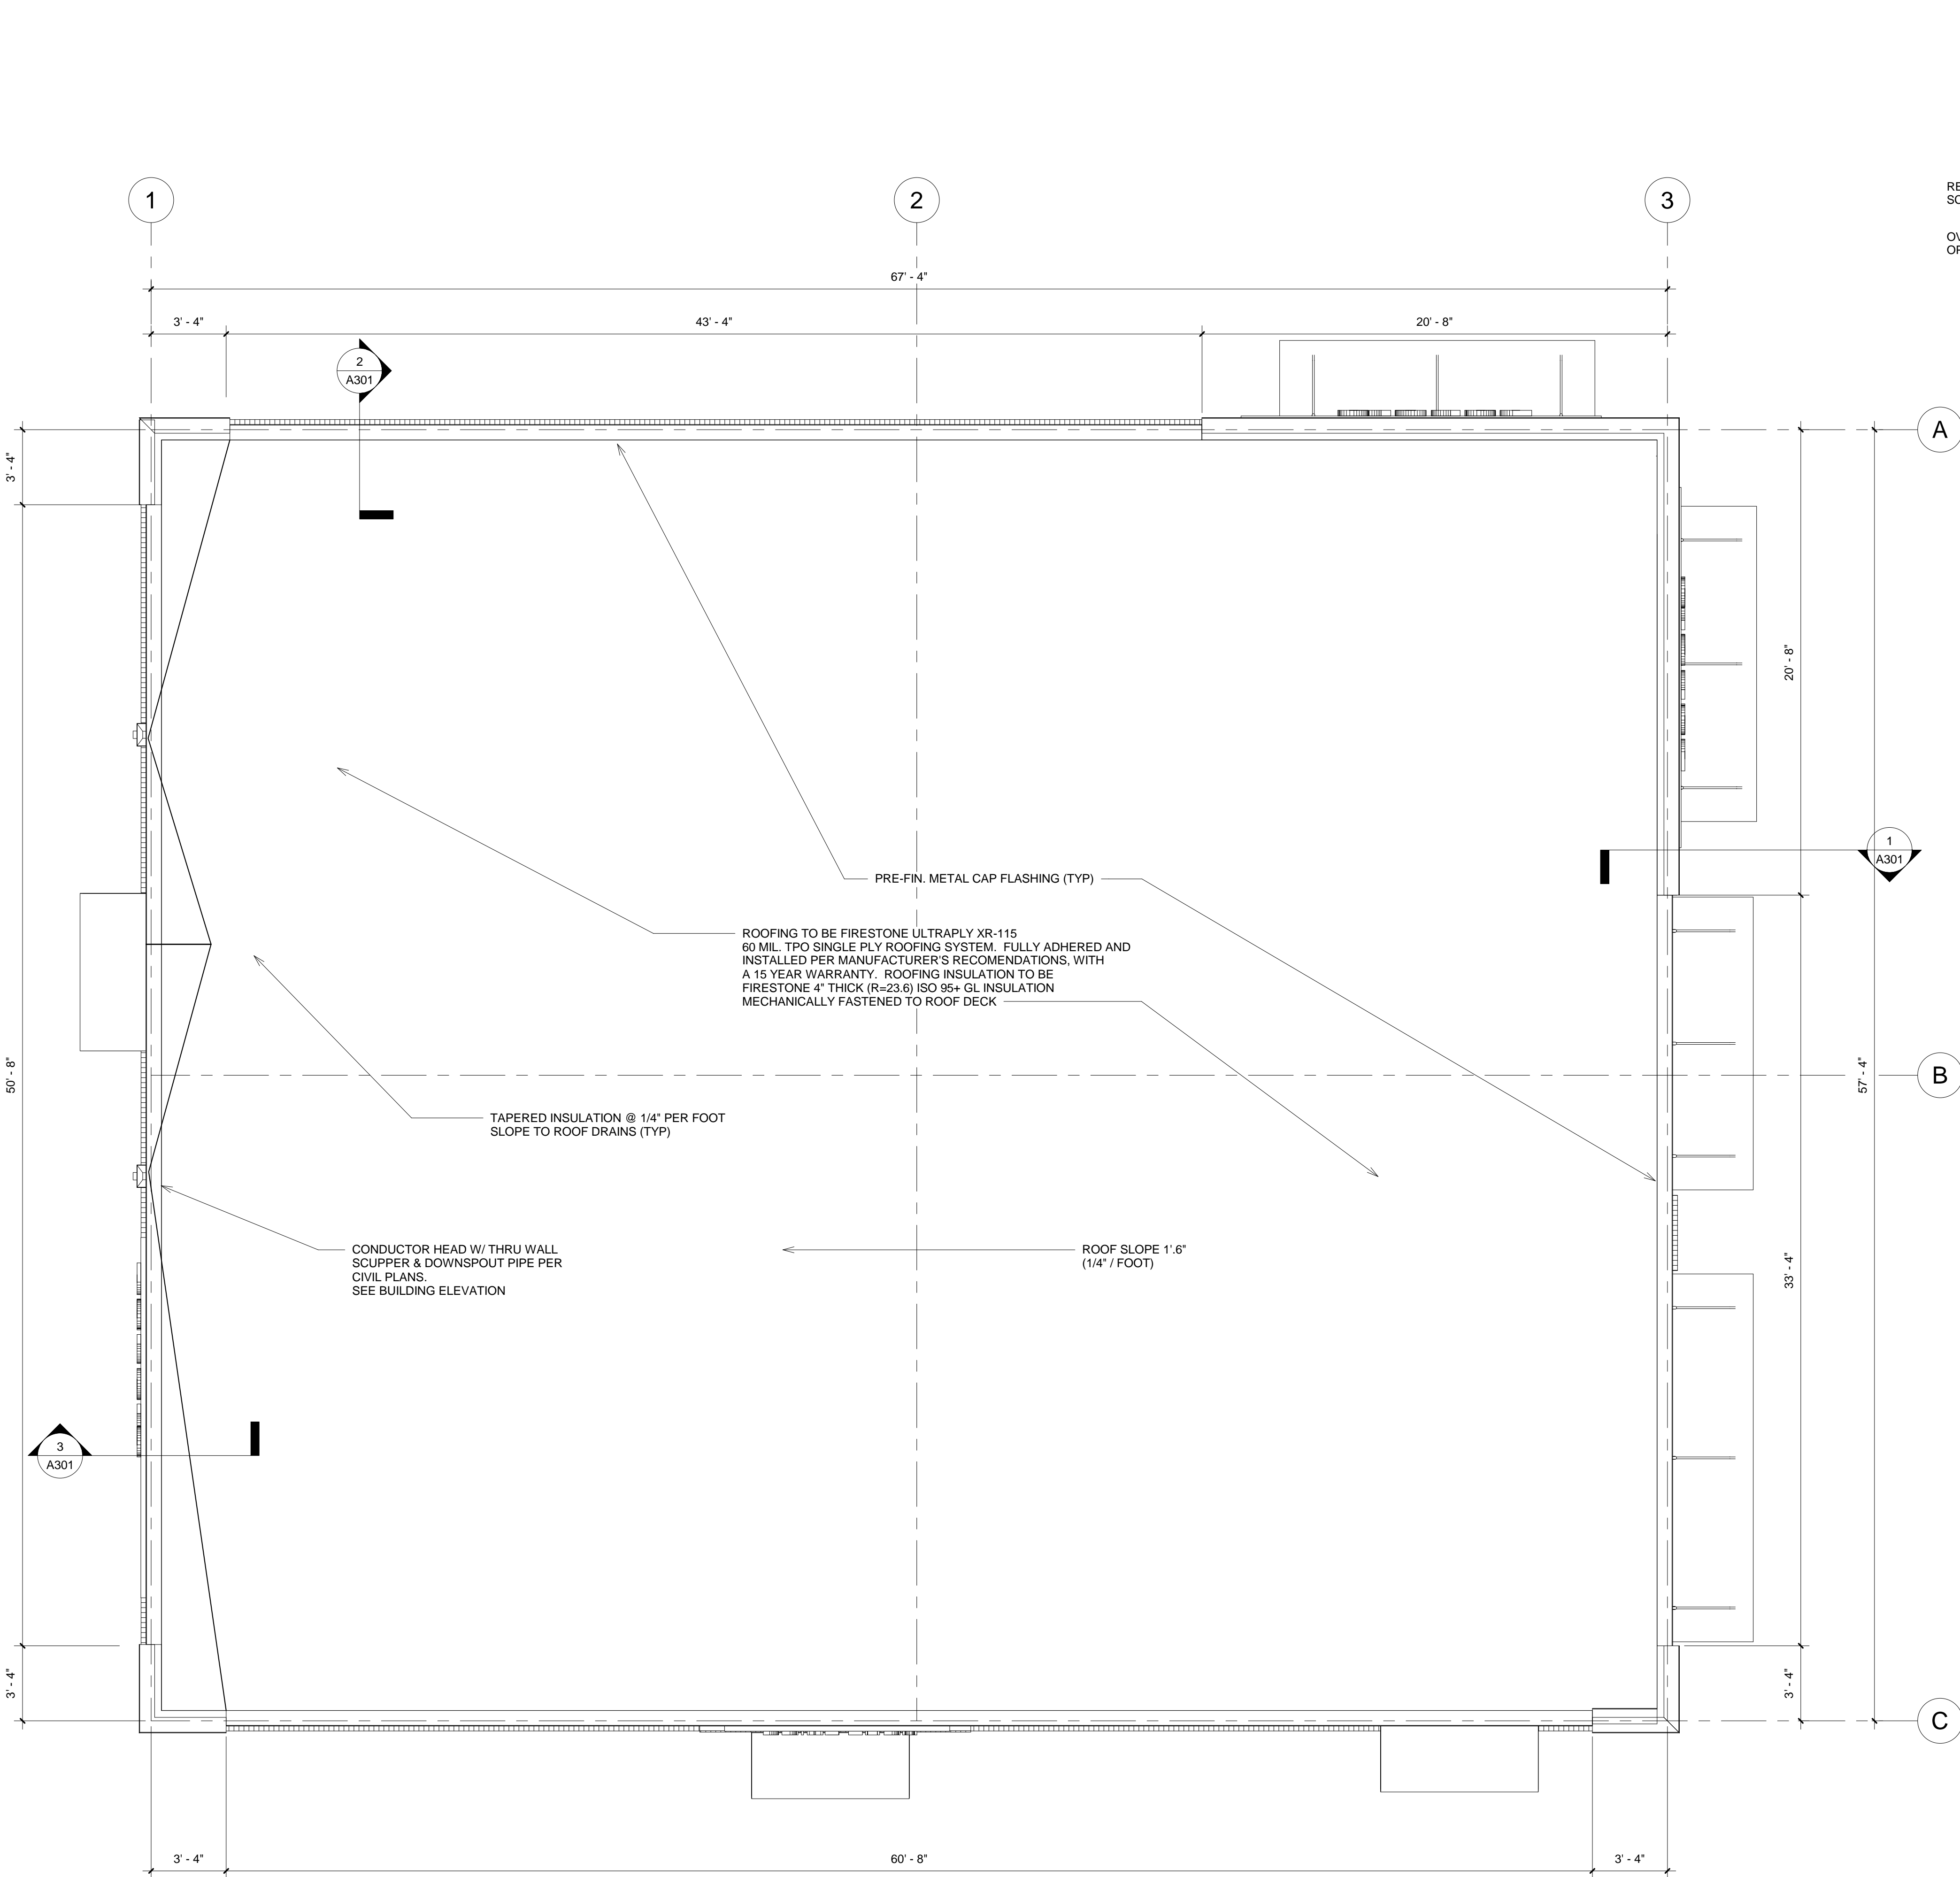 1
2
3
RE
SC
OV
OF
67' - 4"
3' - 4"
43' - 4"
20' - 8"
2
A301
A
3' - 4"
20' - 8"
1
A301
PRE-FIN. METAL CAP FLASHING (TYP)
ROOFING TO BE FIRESTONE ULTRAPLY XR-115
60 MIL. TPO SINGLE PLY ROOFING SYSTEM. FULLY ADHERED AND
INSTALLED PER MANUFACTURER'S RECOMENDATIONS, WITH
A 15 YEAR WARRANTY. ROOFING INSULATION TO BE
FIRESTONE 4" THICK (R=23.6) ISO 95+ GL INSULATION
MECHANICALLY FASTENED TO ROOF DECK
50' - 8"
57' - 4"
B
TAPERED INSULATION @ 1/4" PER FOOT
SLOPE TO ROOF DRAINS (TYP)
CONDUCTOR HEAD W/ THRU WALL
SCUPPER & DOWNSPOUT PIPE PER
CIVIL PLANS.
SEE BUILDING ELEVATION
ROOF SLOPE 1'.6"
(1/4" / FOOT)
33' - 4"
3
A301
3' - 4"
3' - 4"
C
3' - 4"
60' - 8"
3' - 4"